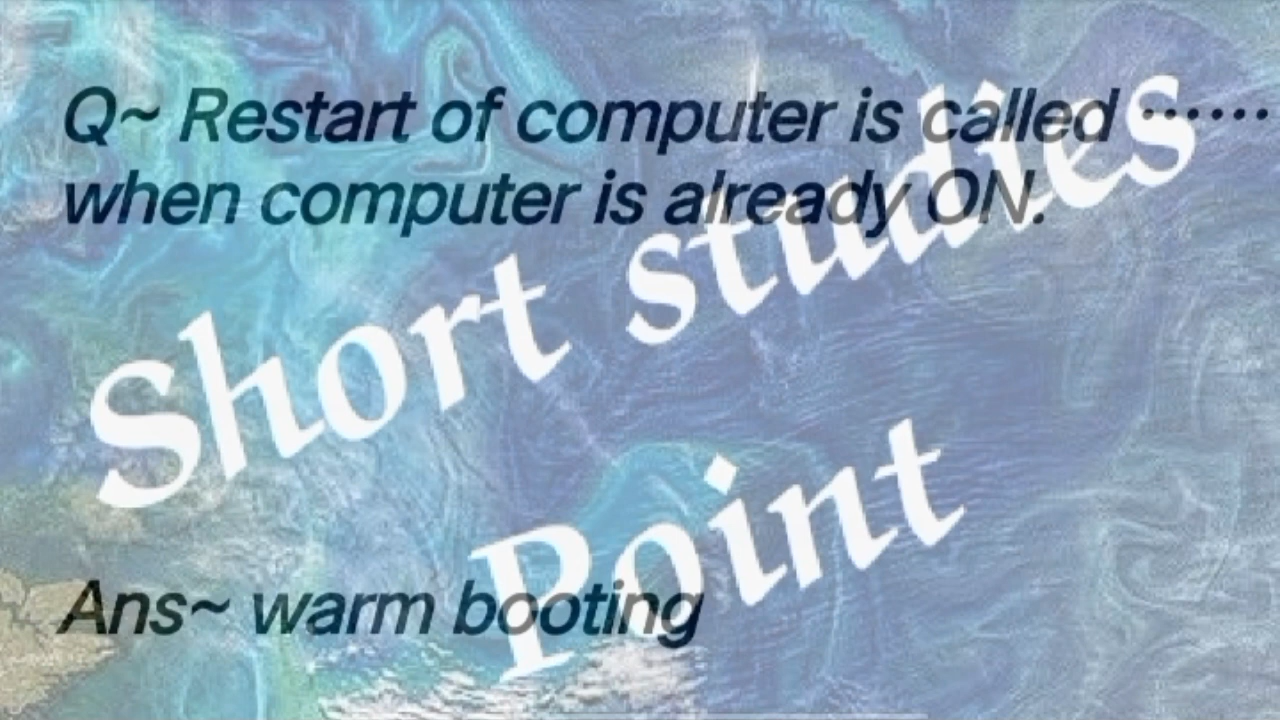 Q~ Restart of computer is called ······
when computer is already ON.
Short studies
Point
Ans~ warm booting